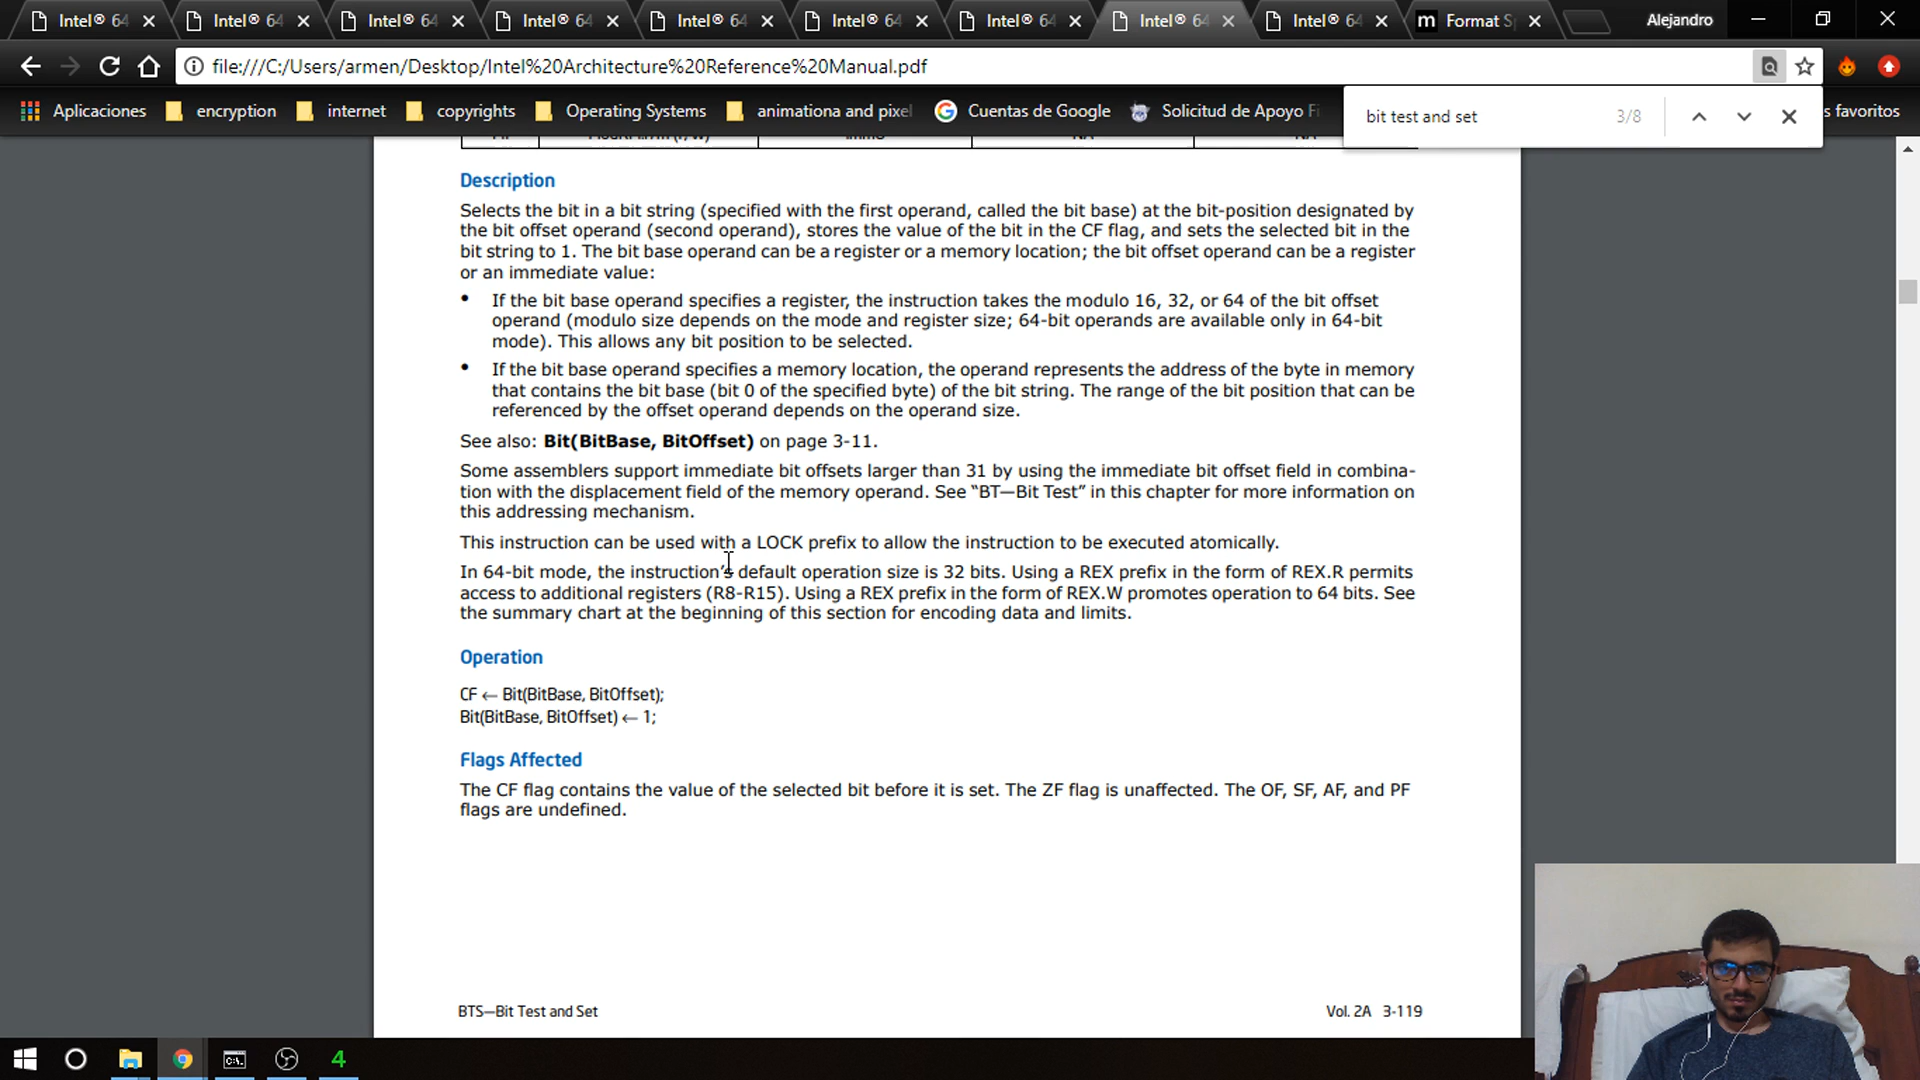 Intel® 64 Intel® 64 Intel® 64 Intel® 64 Intel® 64 Intel® 64 Intel® 64 Intel® 64 Intel® 64 m Format S Alejandro
file:///C:/Users/armen/Desktop/Intel%20Architecture%20Reference%20Manual.pdf
Aplicaciones encryption internet copyrights Operating Systems animationa and pixel Cuentas de Google Solicitud de Apoyo Fi s favoritos
bit test and set 3/8
Description
Selects the bit in a bit string (specified with the first operand, called the bit base) at the bit-position designated by
the bit offset operand (second operand), stores the value of the bit in the CF flag, and sets the selected bit in the
bit string to 1. The bit base operand can be a register or a memory location; the bit offset operand can be a register
or an immediate value:
• If the bit base operand specifies a register, the instruction takes the modulo 16, 32, or 64 of the bit offset
operand (modulo size depends on the mode and register size; 64-bit operands are available only in 64-bit
mode). This allows any bit position to be selected.
• If the bit base operand specifies a memory location, the operand represents the address of the byte in memory
that contains the bit base (bit 0 of the specified byte) of the bit string. The range of the bit position that can be
referenced by the offset operand depends on the operand size.
See also: Bit(BitBase, BitOffset) on page 3-11.
Some assemblers support immediate bit offsets larger than 31 by using the immediate bit offset field in combina-
tion with the displacement field of the memory operand. See “BT—Bit Test” in this chapter for more information on
this addressing mechanism.
This instruction can be used with a LOCK prefix to allow the instruction to be executed atomically.
In 64-bit mode, the instruction’s default operation size is 32 bits. Using a REX prefix in the form of REX.R permits
access to additional registers (R8-R15). Using a REX prefix in the form of REX.W promotes operation to 64 bits. See
the summary chart at the beginning of this section for encoding data and limits.
Operation
CF ← Bit(BitBase, BitOffset);
Bit(BitBase, BitOffset) ← 1;
Flags Affected
The CF flag contains the value of the selected bit before it is set. The ZF flag is unaffected. The OF, SF, AF, and PF
flags are undefined.
BTS—Bit Test and Set Vol. 2A 3-119
4